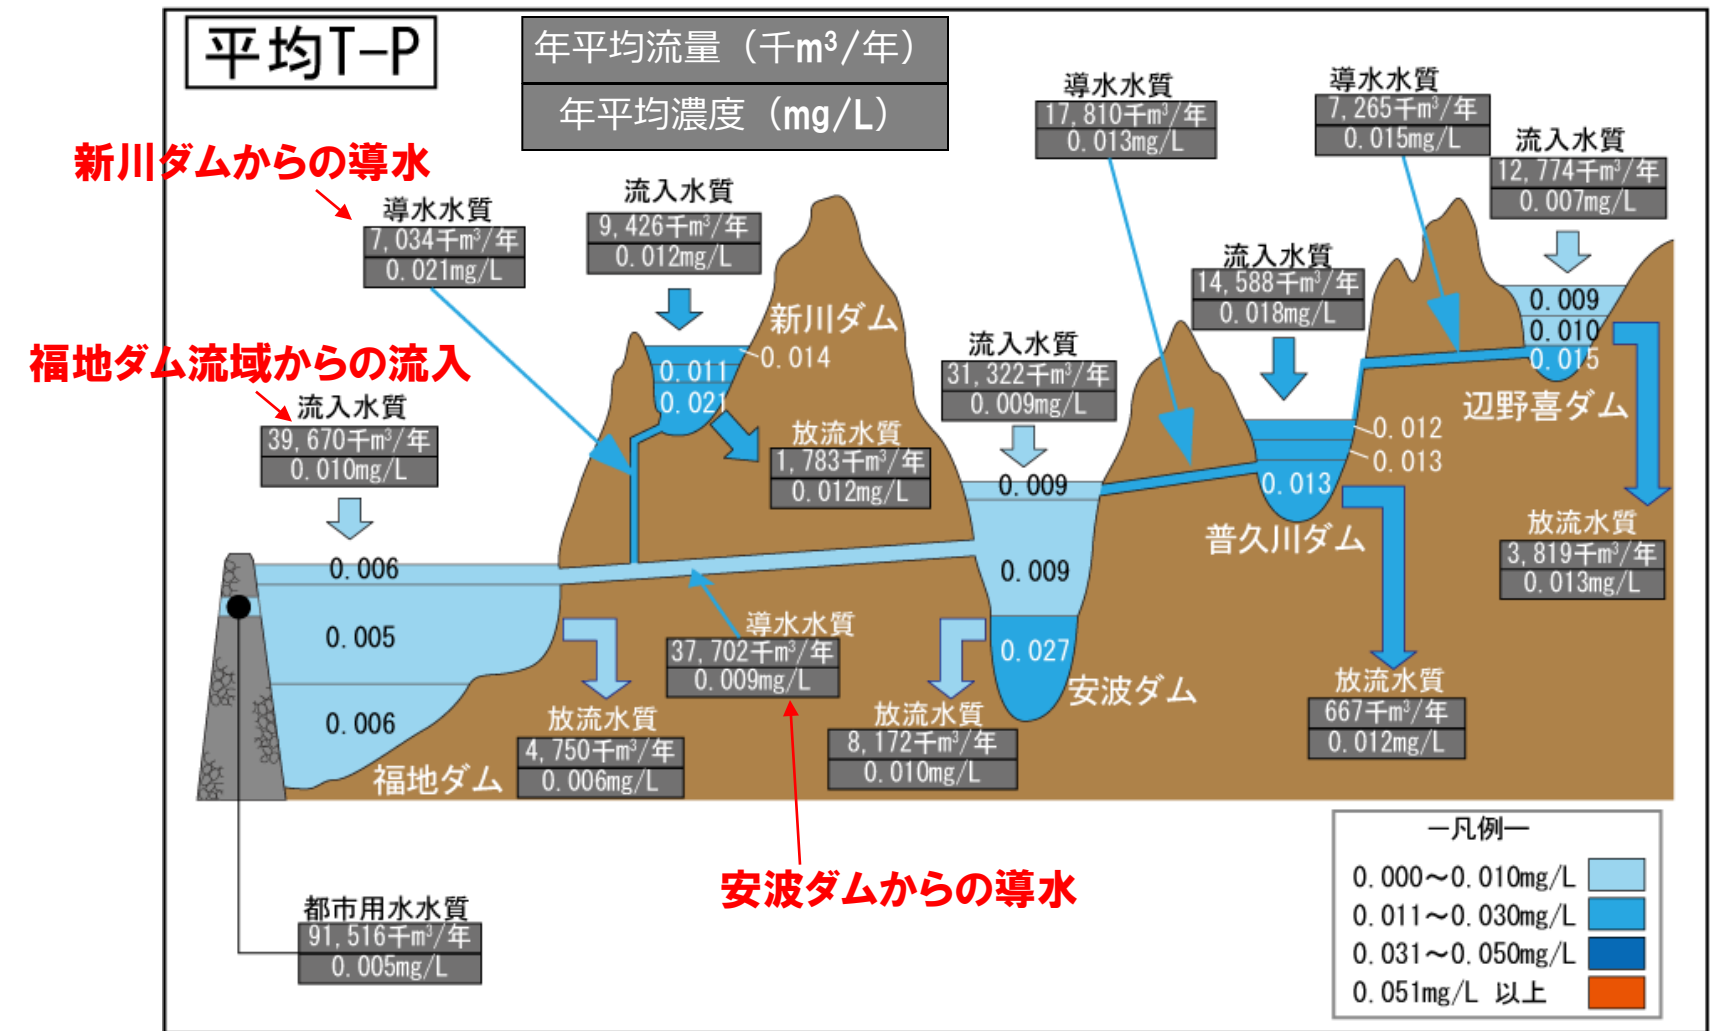 平均T-P
年平均流量（千m³/年）
年平均濃度（mg/L）
新川ダムからの導水
導水水質
7,034千m³/年
0.021mg/L
流入水質
9,426千m³/年
0.012mg/L
導水水質
17,810千m³/年
0.013mg/L
導水水質
7,265千m³/年
0.015mg/L
流入水質
12,774千m³/年
0.007mg/L
福地ダム流域からの流入
流入水質
39,670千m³/年
0.010mg/L
新川ダム
0.014
0.011
0.021
放流水質
1,783千m³/年
0.012mg/L
流入水質
31,322千m³/年
0.009mg/L
流入水質
14,588千m³/年
0.018mg/L
0.009
0.010
0.015
辺野喜ダム
0.012
0.013
0.013
普久川ダム
放流水質
3,819千m³/年
0.013mg/L
0.009
0.009
0.027
安波ダム
0.006
0.005
0.006
福地ダム
導水水質
37,702千m³/年
0.009mg/L
放流水質
4,750千m³/年
0.006mg/L
放流水質
8,172千m³/年
0.010mg/L
放流水質
667千m³/年
0.012mg/L
安波ダムからの導水
都市用水水質
91,516千m³/年
0.005mg/L
—凡例—
0.000～0.010mg/L
0.011～0.030mg/L
0.031～0.050mg/L
0.051mg/L 以上